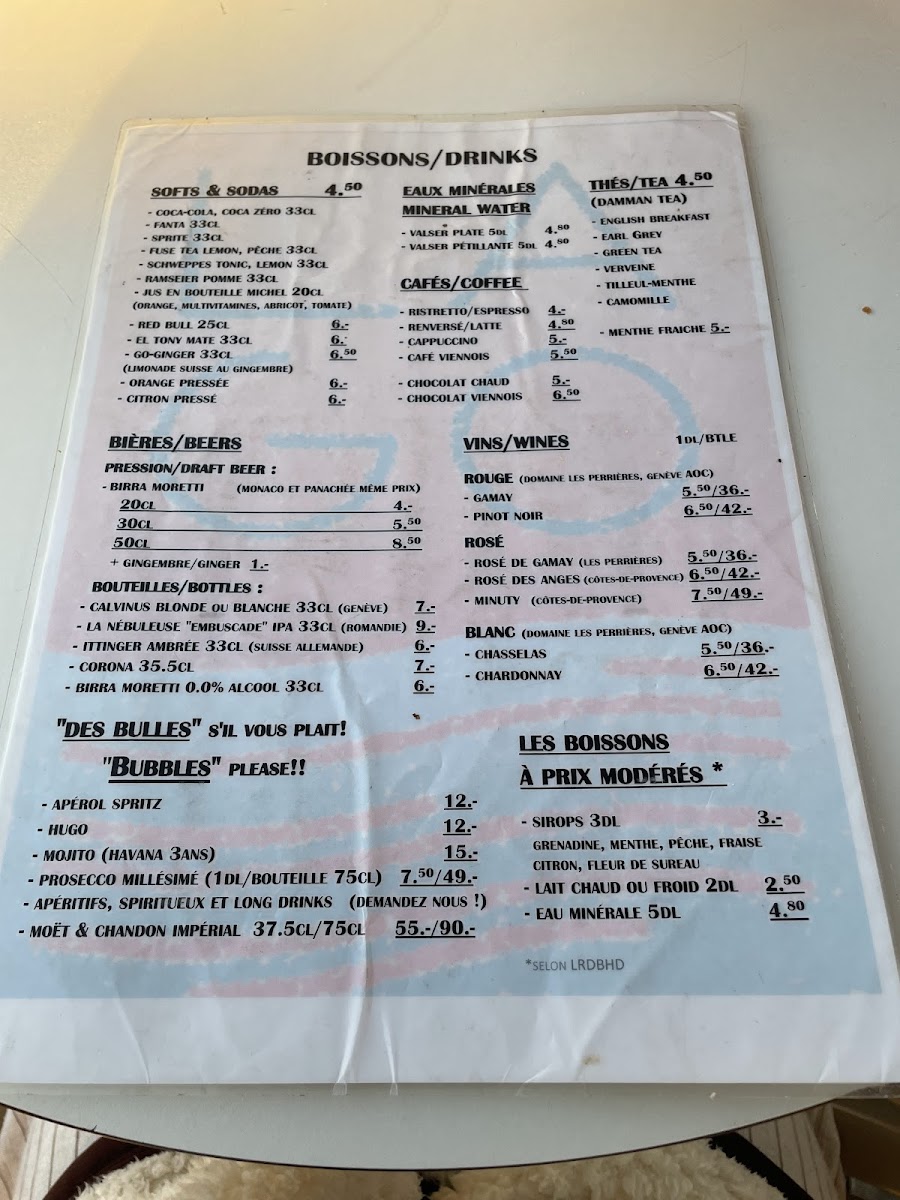 BOISSONS/DRINKS
SOFTS & SODAS 4.50
- COCA-COLA, COCA ZÉRO 33CL
- FANTA 33CL
- SPRITE 33CL
- FUSE TEA LEMON, PÊCHE 33CL
- SCHWEPPES TONIC, LEMON 33CL
- RAMSEIER POMME 33CL
- JUS EN BOUTEILLE MICHEL 20CL
(ORANGE, MULTIVITAMINES, ABRICOT, TOMATE)
- RED BULL 25CL 6.-
- EL TONY MATE 33CL 6.-
- GO-GINGER 33CL 6.50
(LIMONADE SUISSE AU GINGEMBRE)
- ORANGE PRESSÉE 6.-
- CITRON PRESSÉ 6.-
EAUX MINÉRALES
MINERAL WATER
- VALSER PLATE 5DL 4.80
- VALSER PÉTILLANTE 5DL 4.80
CAFÉS/COFFEE
- RISTRETTO/ESPRESSO 4.-
- RENVERSÉ/LATTE 4.80
- CAPPUCCINO 5.-
- CAFÉ VIENNOIS 5.50
- CHOCOLAT CHAUD 5.-
- CHOCOLAT VIENNOIS 6.50
THÉS/TEA 4.50
(DAMMAN TEA)
- ENGLISH BREAKFAST
- EARL GREY
- GREEN TEA
- VERVEINE
- TILLEUL-MENTHE
- CAMOMILLE
- MENTHE FRAICHE 5.-
BIÈRES/BEERS
PRESSION/DRAFT BEER :
- BIRRA MORETTI (MONACO ET PANACHÉE MÊME PRIX)
20CL 4.-
30CL 5.50
50CL 8.50
+ GINGEMBRE/GINGER 1.-
BOUTEILLES/BOTTLES :
- CALVINUS BLONDE OU BLANCHE 33CL (GENÈVE) 7.-
- LA NÉBULEUSE "EMBUSCADE" IPA 33CL (ROMANDIE) 9.-
- ITTINGER AMBRÉE 33CL (SUISSE ALLEMANDE) 6.-
- CORONA 35.5CL 7.-
- BIRRA MORETTI 0.0% ALCOOL 33CL 6.-
VINS/WINES 1DL/BTLE
ROUGE (DOMAINE LES PERRIÈRES, GENÈVE AOC)
- GAMAY 5.50/36.-
- PINOT NOIR 6.50/42.-
ROSÉ
- ROSÉ DE GAMAY (LES PERRIÈRES) 5.50/36.-
- ROSÉ DES ANGES (CÔTES-DE-PROVENCE) 6.50/42.-
- MINUTY (CÔTES-DE-PROVENCE) 7.50/49.-
BLANC (DOMAINE LES PERRIÈRES, GENÈVE AOC)
- CHASSELAS 5.50/36.-
- CHARDONNAY 6.50/42.-
"DES BULLES" S'IL VOUS PLAIT!
"BUBBLES" PLEASE!!
- APÉROL SPRITZ 12.-
- HUGO 12.-
- MOJITO (HAVANA 3ANS) 15.-
- PROSECCO MILLÉSIMÉ (1DL/BOUTEILLE 75CL) 7.50/49.-
- APÉRITIFS, SPIRITUEUX ET LONG DRINKS (DEMANDEZ NOUS !)
- MOËT & CHANDON IMPÉRIAL 37.5CL/75CL 55.-/90.-
LES BOISSONS
À PRIX MODÉRÉS *
- SIROPS 3DL 3.-
GRENADINE, MENTHE, PÊCHE, FRAISE
CITRON, FLEUR DE SUREAU
- LAIT CHAUD OU FROID 2DL 2.50
- EAU MINÉRALE 5DL 4.80
*SELON LRDBHD
LA
GO